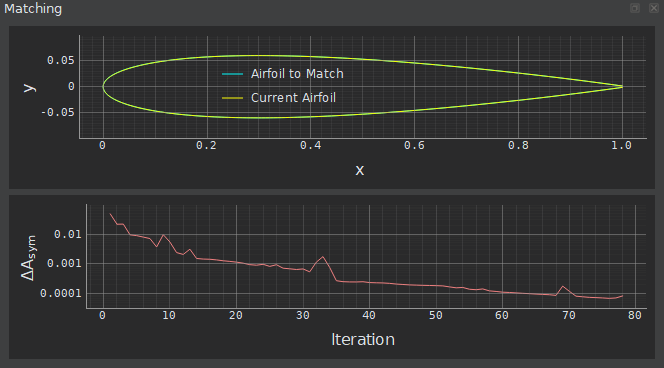 Matching
y
0.05
0
-0.05
Airfoil to Match
Current Airfoil
0 0.2 0.4 0.6 0.8 1.0
x
ΔAsym
0.01
0.001
0.0001
0 10 20 30 40 50 60 70 80
Iteration